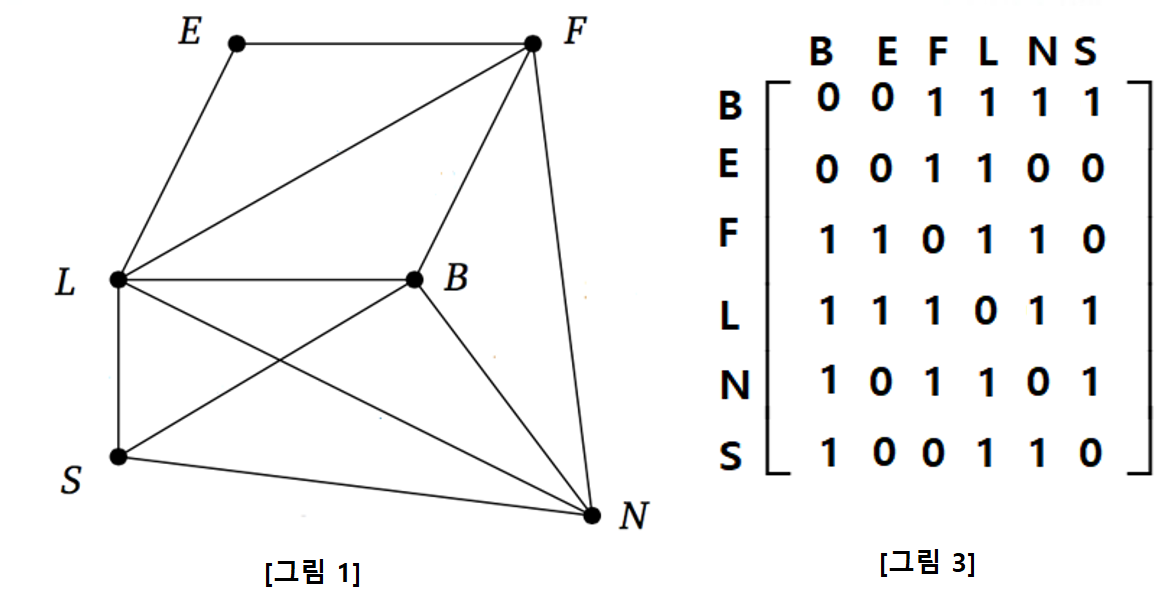 E
F
L
B
S
N
[그림 1]
B E F L N S
B 0 0 1 1 1 1
E 0 0 1 1 0 0
F 1 1 0 1 1 0
L 1 1 1 0 1 1
N 1 0 1 1 0 1
S 1 0 0 1 1 0
[그림 3]